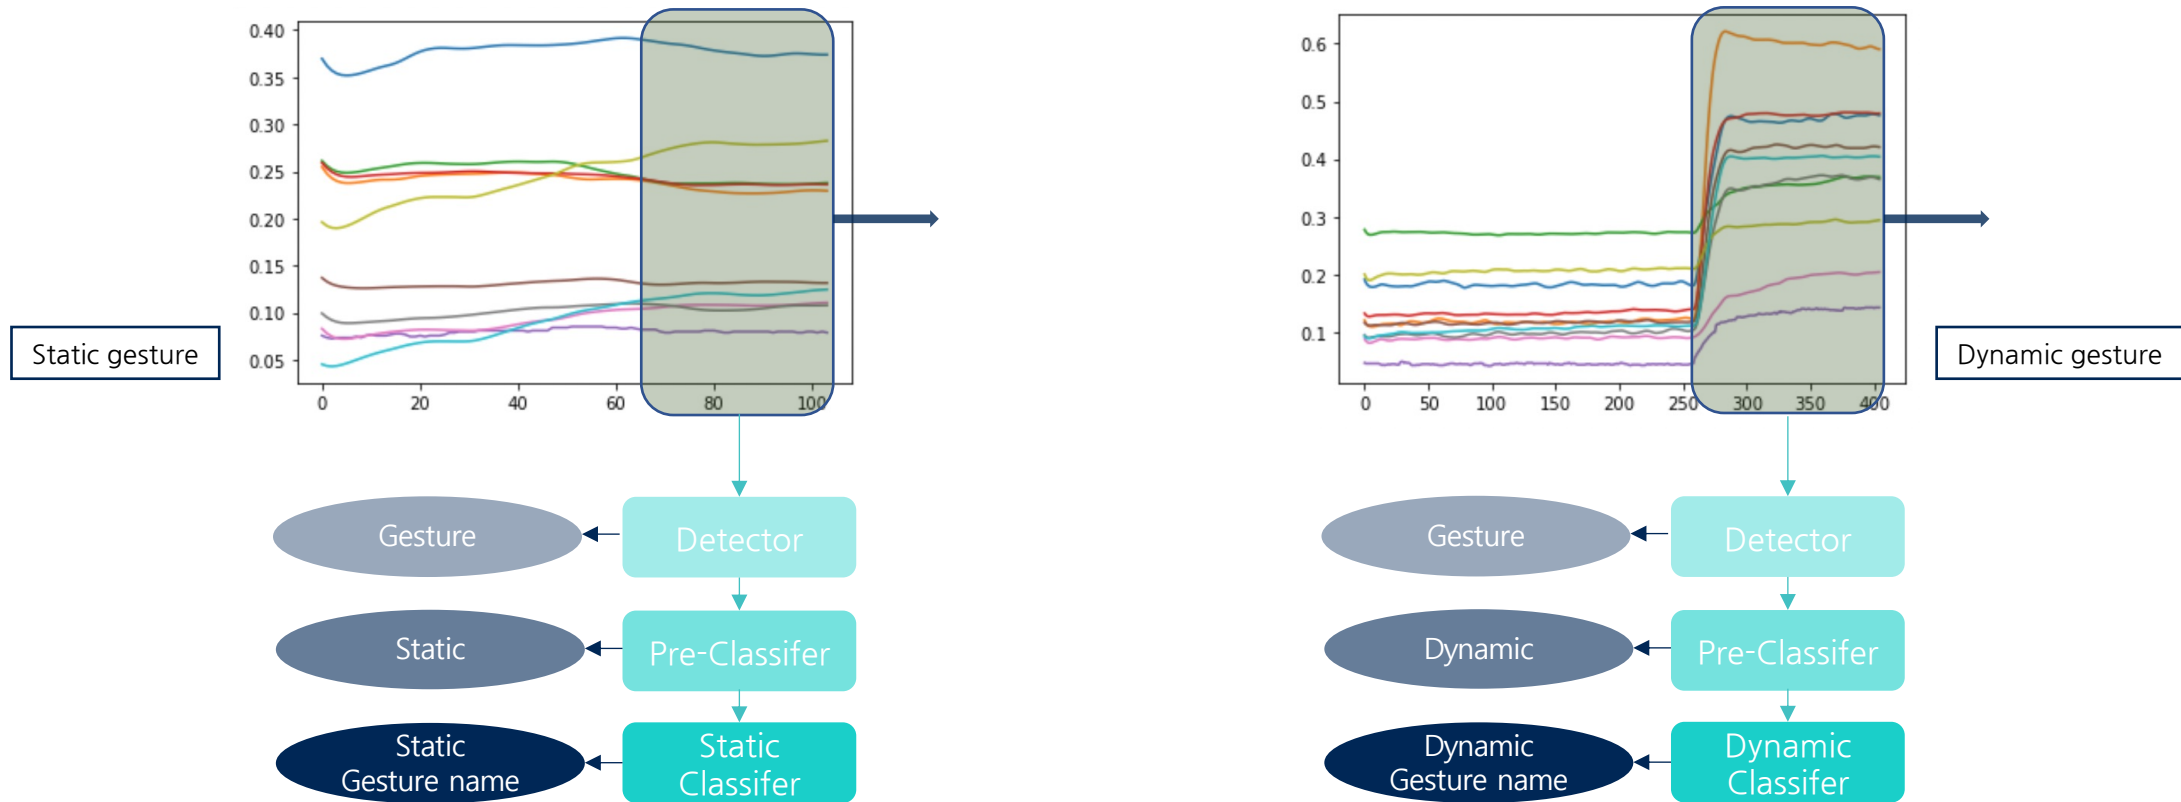 0.40
0.35
0.30
0.25
0.20
0.15
0.10
0.05
0 20 40 60 80 100
Static gesture
Gesture
Detector
Static
Pre-Classifer
Static
Gesture name
Static
Classifer
0.6
0.5
0.4
0.3
0.2
0.1
0 50 100 150 200 250 300 350 400
Dynamic gesture
Gesture
Detector
Dynamic
Pre-Classifer
Dynamic
Gesture name
Dynamic
Classifer